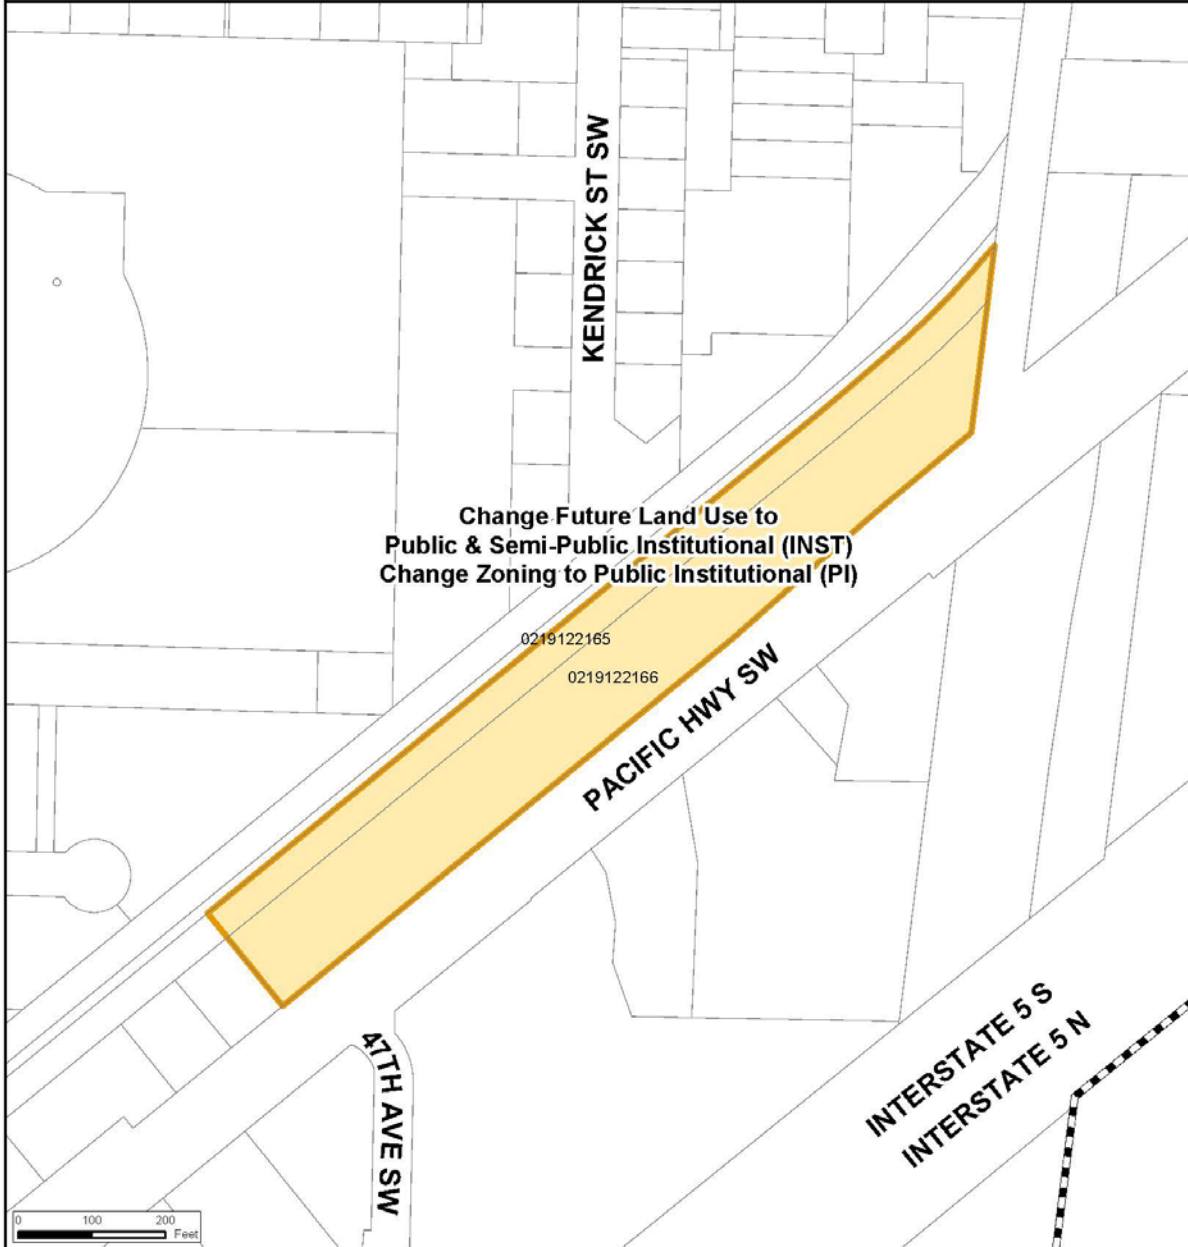 KENDRICK ST SW
Change Future Land Use to
Public & Semi-Public Institutional (INST)
Change Zoning to Public Institutional (PI)
0219122165
0219122166
PACIFIC HWY SW
INTERSTATE 5 S
INTERSTATE 5 N
47TH AVE SW
0 100 200
Feet